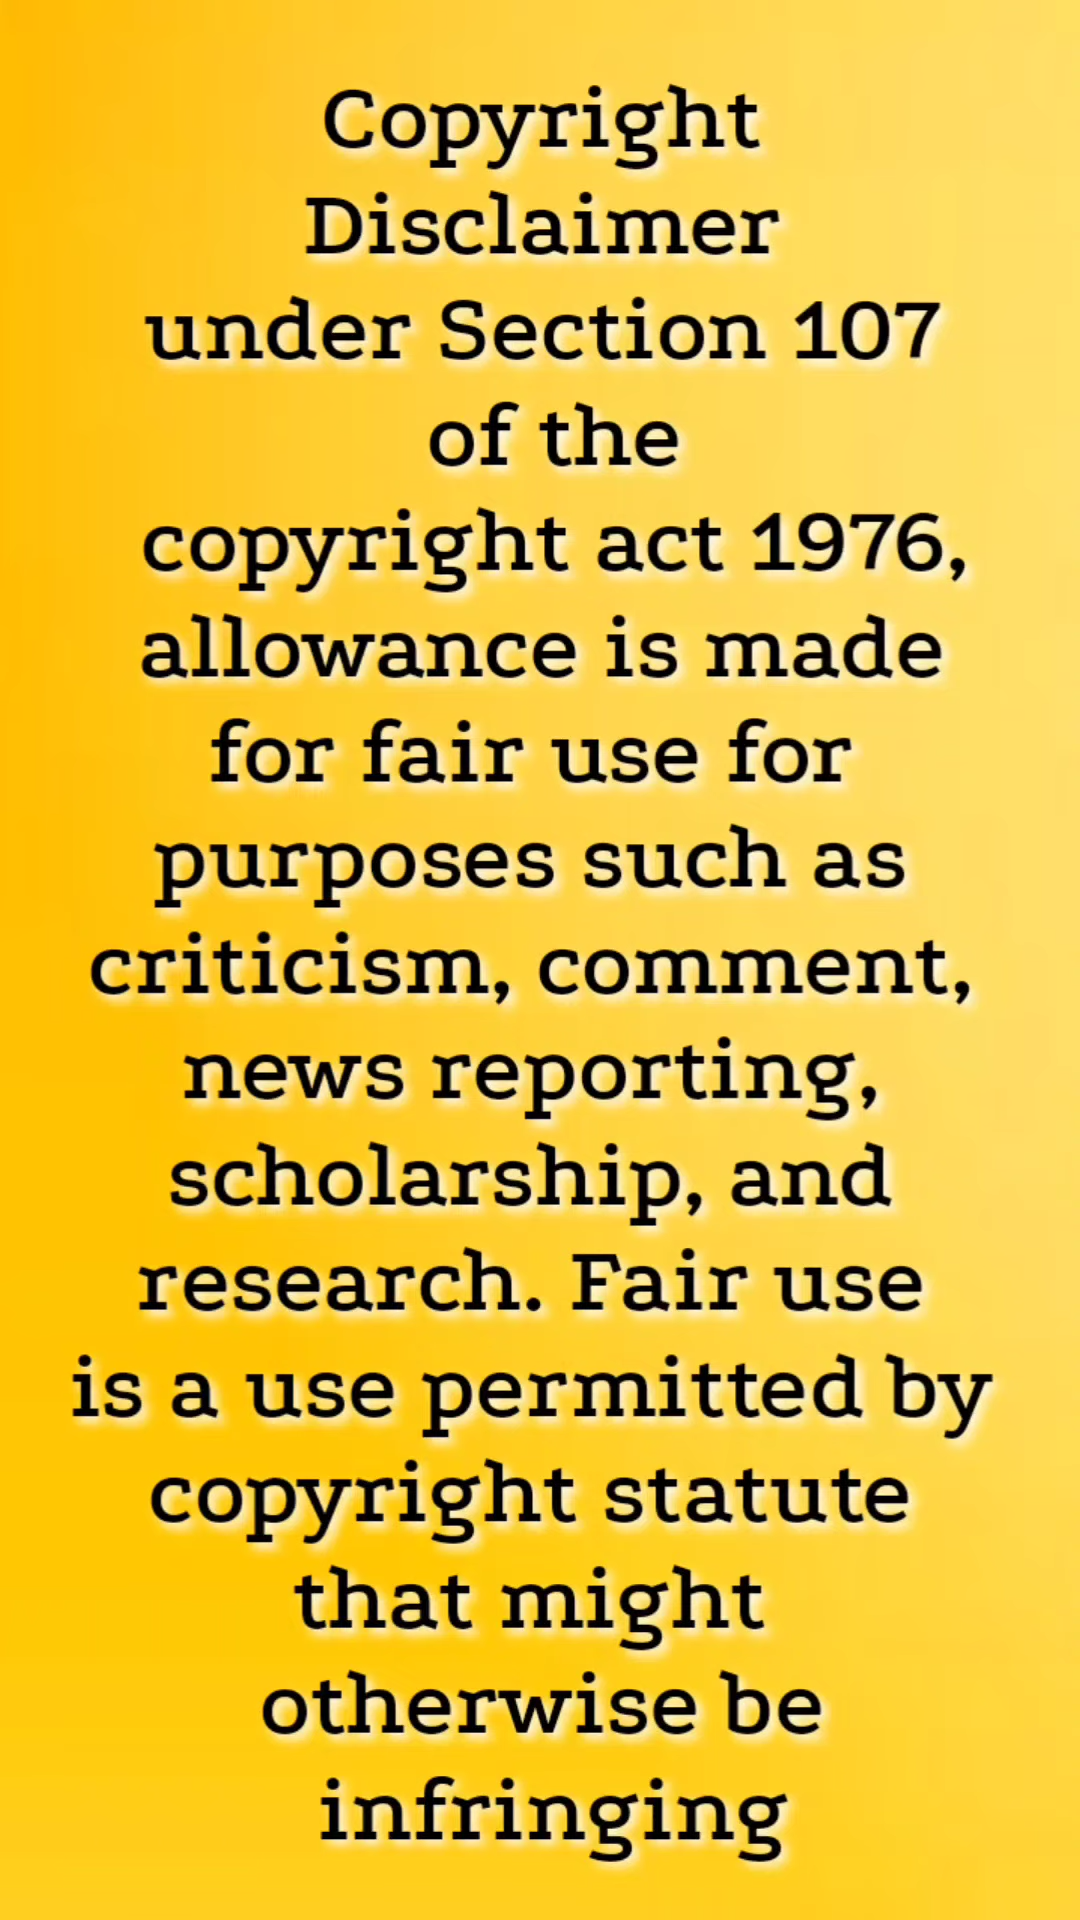 Copyright
Disclaimer
under Section 107
of the
copyright act 1976,
allowance is made
for fair use for
purposes such as
criticism, comment,
news reporting,
scholarship, and
research. Fair use
is a use permitted by
copyright statute
that might
otherwise be
infringing